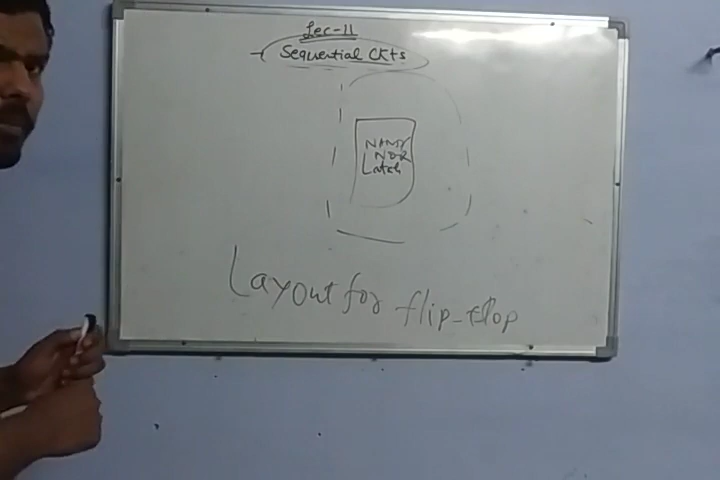 Lec-11
Sequential CKts
NAND/
NOR
Latch
Layout for flip-flop